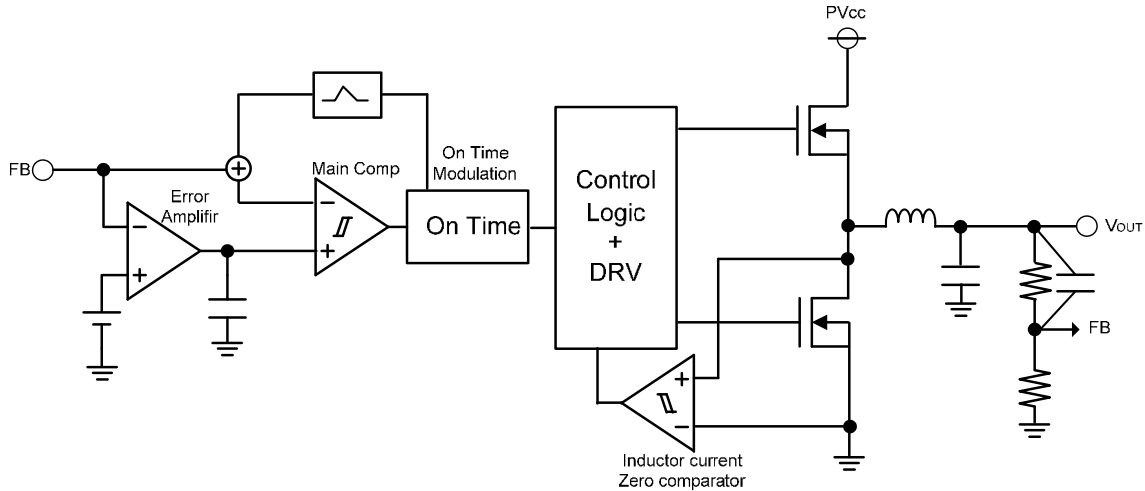 PVcc
FB
Error
Amplifir
Main Comp
On Time
Modulation
On Time
Control
Logic
+
DRV
VOUT
FB
Inductor current
Zero comparator